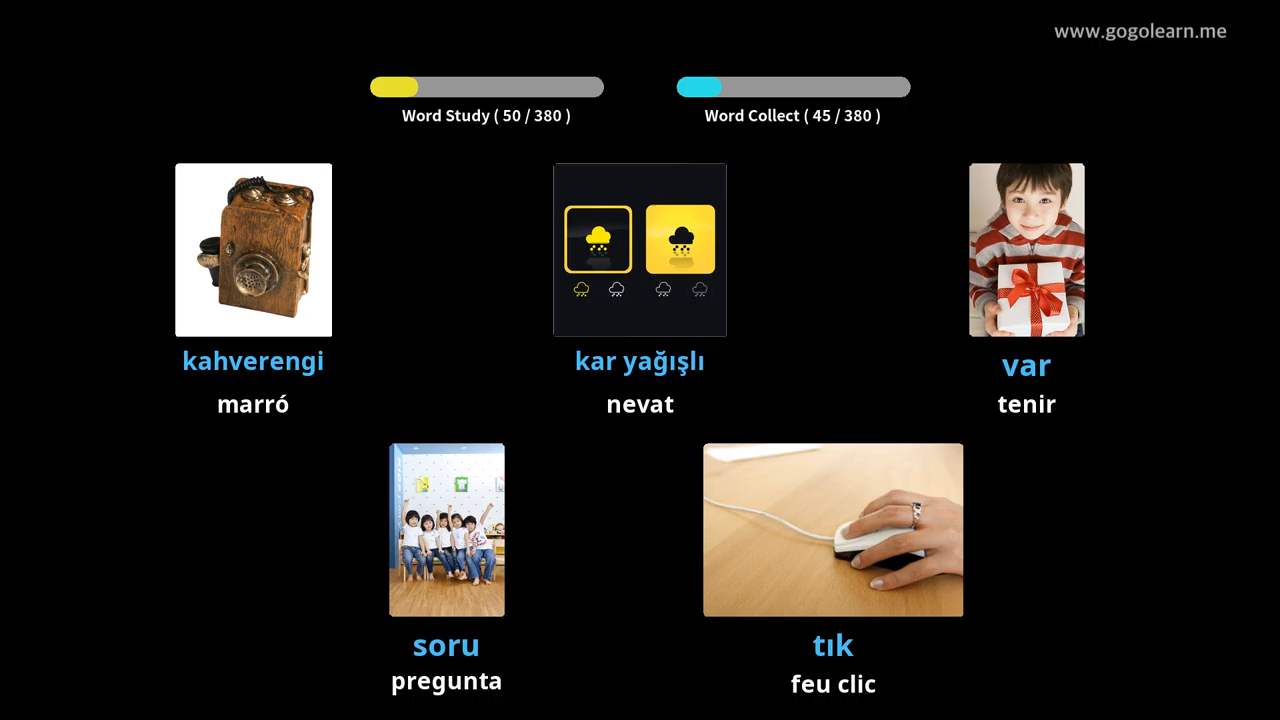 www.gogolearn.me
Word Study ( 50 / 380 )
Word Collect ( 45 / 380 )
kahverengi
marró
kar yağışlı
nevat
var
tenir
soru
pregunta
tık
feu clic